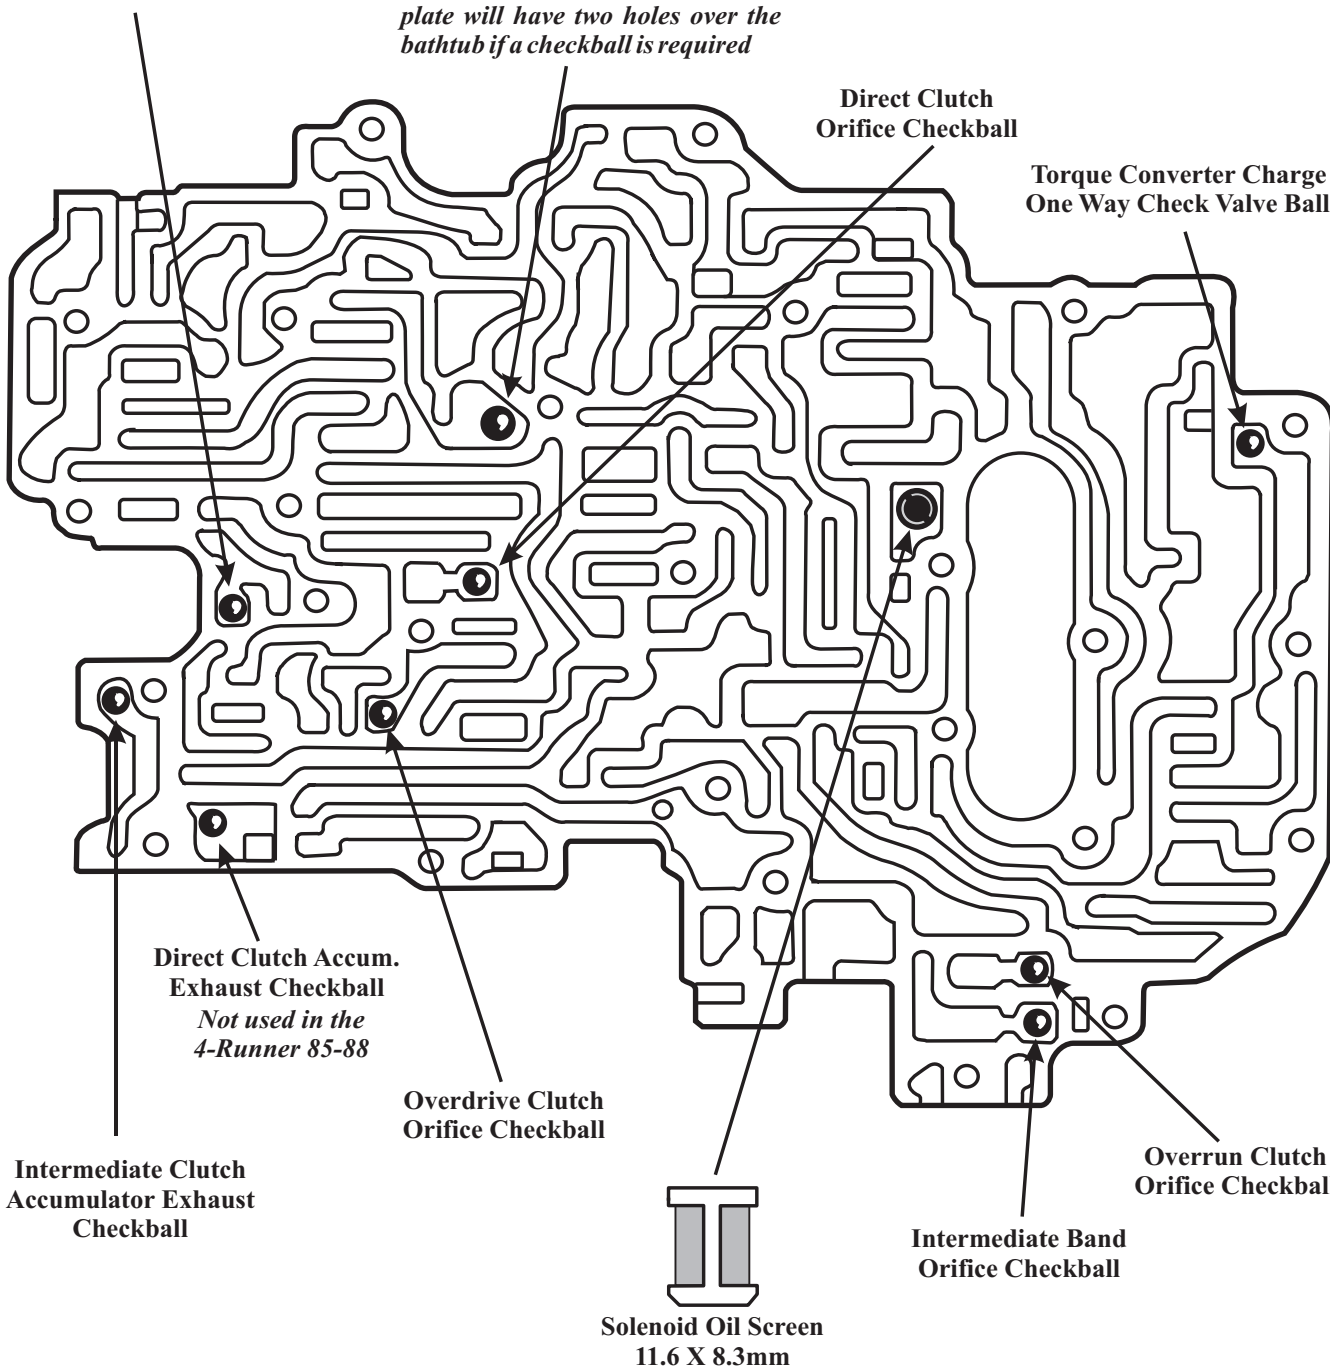 plate will have two holes over the
bathtub if a checkball is required
Direct Clutch
Orifice Checkball
Torque Converter Charge
One Way Check Valve Ball
Direct Clutch Accum.
Exhaust Checkball
Not used in the
4-Runner 85-88
Overdrive Clutch
Orifice Checkball
Intermediate Clutch
Accumulator Exhaust
Checkball
Overrun Clutch
Orifice Checkbal
Intermediate Band
Orifice Checkball
Solenoid Oil Screen
11.6 X 8.3mm